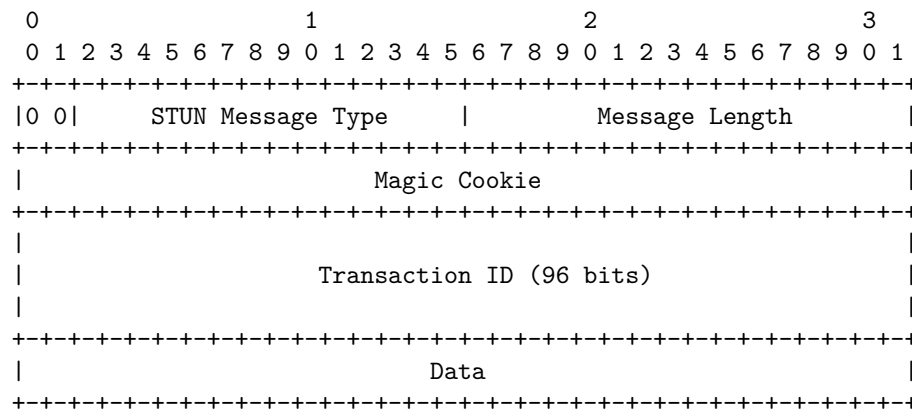 0                   1                   2                   3
 0 1 2 3 4 5 6 7 8 9 0 1 2 3 4 5 6 7 8 9 0 1 2 3 4 5 6 7 8 9 0 1
+-+-+-+-+-+-+-+-+-+-+-+-+-+-+-+-+-+-+-+-+-+-+-+-+-+-+-+-+-+-+-+-+
|0 0|     STUN Message Type     |         Message Length        |
+-+-+-+-+-+-+-+-+-+-+-+-+-+-+-+-+-+-+-+-+-+-+-+-+-+-+-+-+-+-+-+-+
|                         Magic Cookie                          |
+-+-+-+-+-+-+-+-+-+-+-+-+-+-+-+-+-+-+-+-+-+-+-+-+-+-+-+-+-+-+-+-+
|                                                               |
|                     Transaction ID (96 bits)                  |
|                                                               |
+-+-+-+-+-+-+-+-+-+-+-+-+-+-+-+-+-+-+-+-+-+-+-+-+-+-+-+-+-+-+-+-+
|                             Data                              |
+-+-+-+-+-+-+-+-+-+-+-+-+-+-+-+-+-+-+-+-+-+-+-+-+-+-+-+-+-+-+-+-+